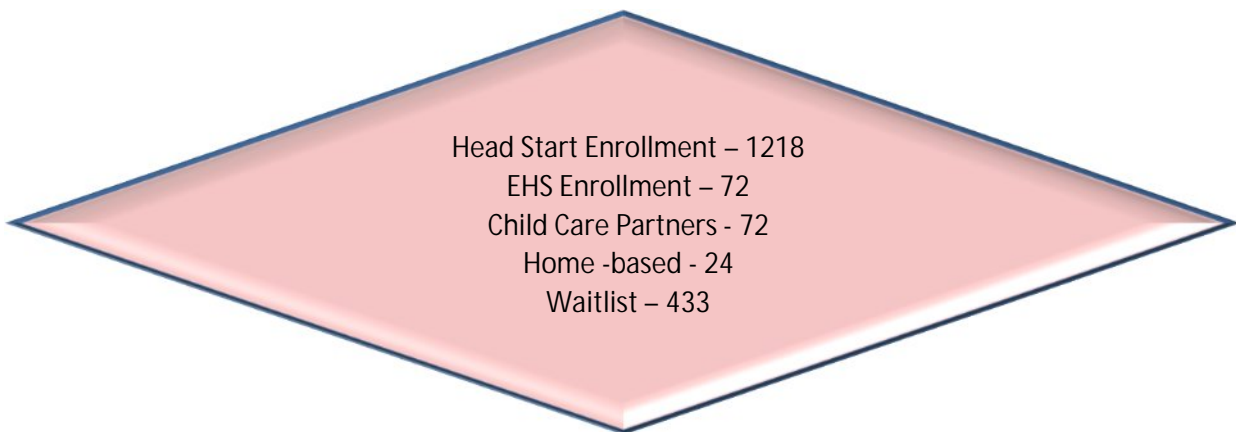 Head Start Enrollment – 1218
EHS Enrollment – 72
Child Care Partners - 72
Home -based - 24
Waitlist – 433